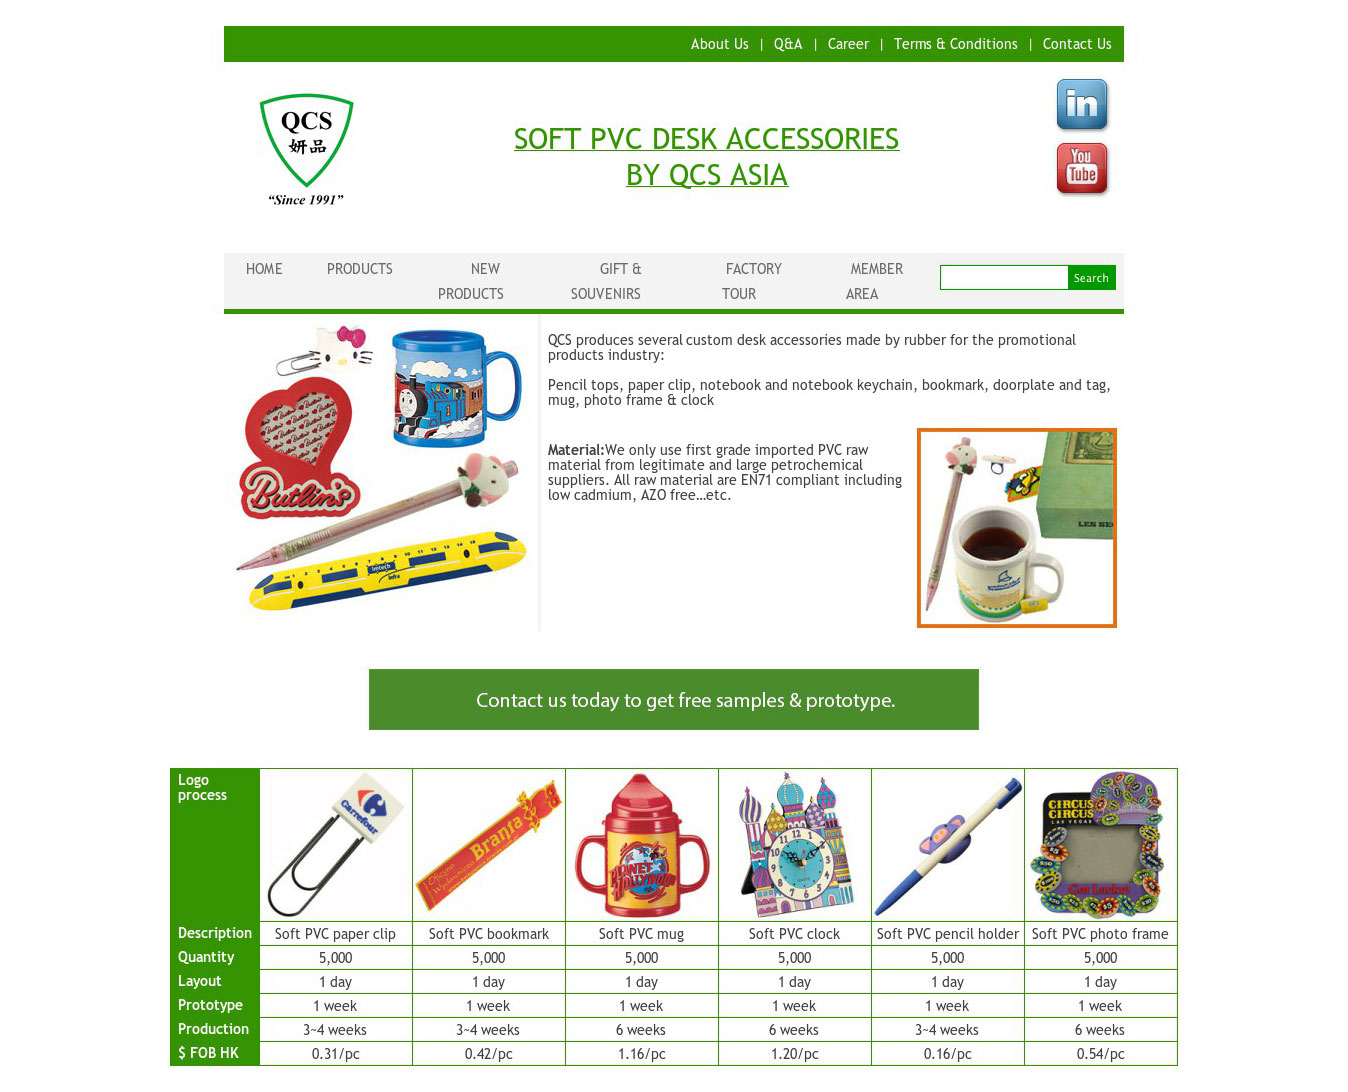 About Us | Q&A | Career | Terms & Conditions | Contact Us
QCS
妍品
“Since 1991”
SOFT PVC DESK ACCESSORIES
BY QCS ASIA
in
You
Tube
HOME PRODUCTS NEW PRODUCTS GIFT & SOUVENIRS FACTORY TOUR MEMBER AREA Search
QCS produces several custom desk accessories made by rubber for the promotional
products industry:
Pencil tops, paper clip, notebook and notebook keychain, bookmark, doorplate and tag,
mug, photo frame & clock
Material:We only use first grade imported PVC raw
material from legitimate and large petrochemical
suppliers. All raw material are EN71 compliant including
low cadmium, AZO free…etc.
Butlin's
Imtech
Infra
LES SE
Contact us today to get free samples & prototype.
Logo
process
Carrefour
Branta
PLANET
HOLLYWOOD
CIRCUS
CIRCUS
LAS VEGAS
Get Lucky!
Description Soft PVC paper clip Soft PVC bookmark Soft PVC mug Soft PVC clock Soft PVC pencil holder Soft PVC photo frame
Quantity 5,000 5,000 5,000 5,000 5,000 5,000
Layout 1 day 1 day 1 day 1 day 1 day 1 day
Prototype 1 week 1 week 1 week 1 week 1 week 1 week
Production 3~4 weeks 3~4 weeks 6 weeks 6 weeks 3~4 weeks 6 weeks
$ FOB HK 0.31/pc 0.42/pc 1.16/pc 1.20/pc 0.16/pc 0.54/pc